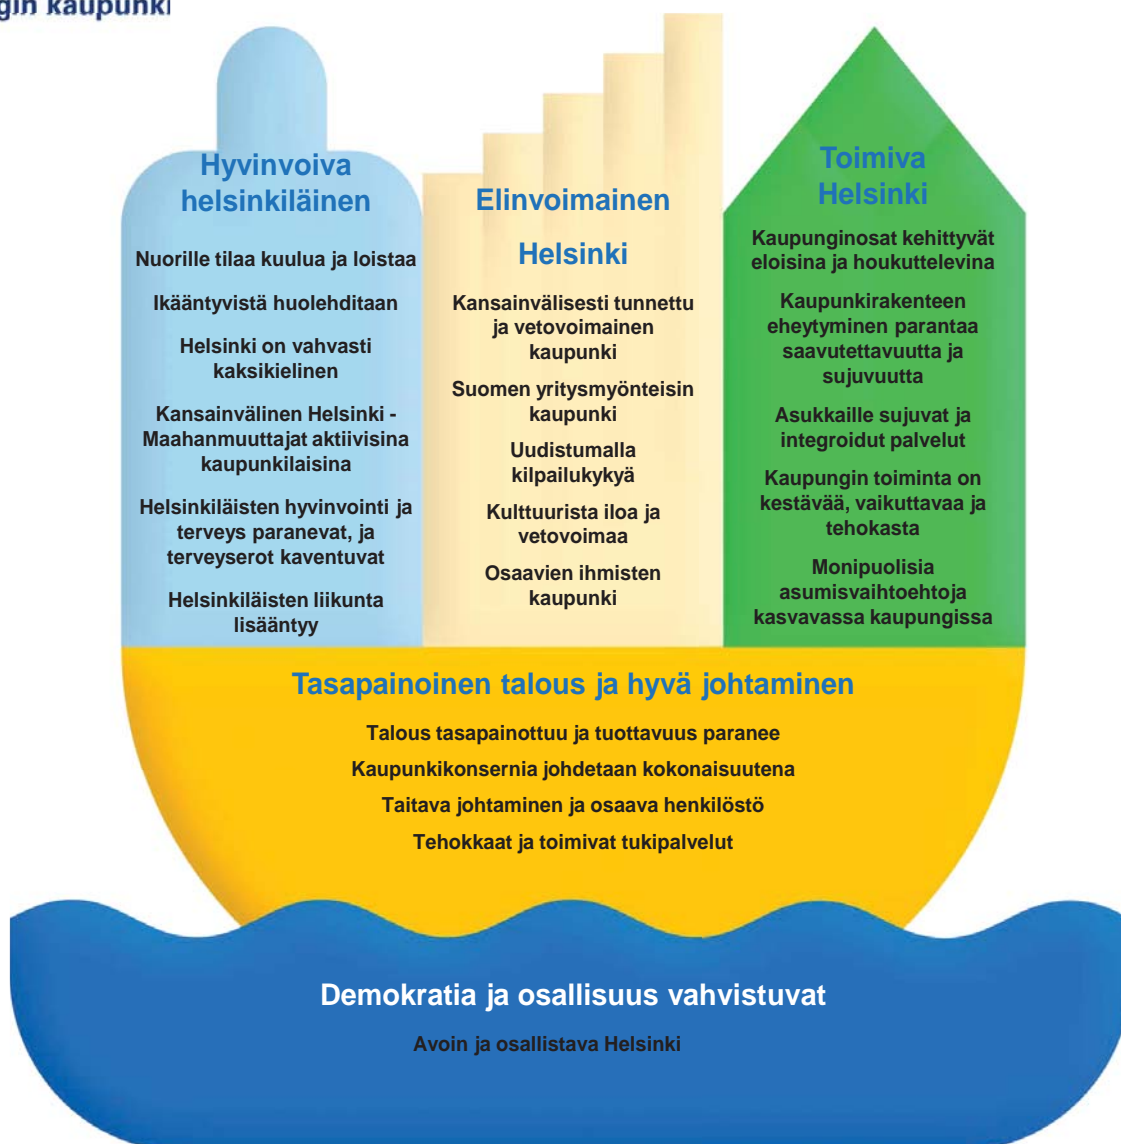 kaupunki
Hyvinvoiva
helsinkiläinen
Nuorille tilaa kuulua ja loistaa
Ikääntyvistä huolehditaan
Helsinki on vahvasti
kaksikielinen
Kansainvälinen Helsinki -
Maahanmuuttajat aktiivisina
kaupunkilaisina
Helsinkiläisten hyvinvointi ja
terveys paranevat, ja
terveyserot kaventuvat
Helsinkiläisten liikunta
lisääntyy
Elinvoimainen
Helsinki
Kansainvälisesti tunnettu
ja vetovoimainen
kaupunki
Suomen yritysmyönteisin
kaupunki
Uudistumalla
kilpailukykyä
Kulttuurista iloa ja
vetovoimaa
Osaavien ihmisten
kaupunki
Toimiva
Helsinki
Kaupunginosat kehittyvät
eloisina ja houkuttelevina
Kaupunkirakenteen
eheytyminen parantaa
saavutettavuutta ja
sujuvuutta
Asukkaille sujuvat ja
integroidut palvelut
Kaupungin toiminta on
kestävää, vaikuttavaa ja
tehokasta
Monipuolisia
asumisvaihtoehtoja
kasvavassa kaupungissa
Tasapainoinen talous ja hyvä johtaminen
Talous tasapainottuu ja tuottavuus paranee
Kaupunkikonsernia johdetaan kokonaisuutena
Taitava johtaminen ja osaava henkilöstö
Tehokkaat ja toimivat tukipalvelut
Demokratia ja osallisuus vahvistuvat
Avoin ja osallistava Helsinki